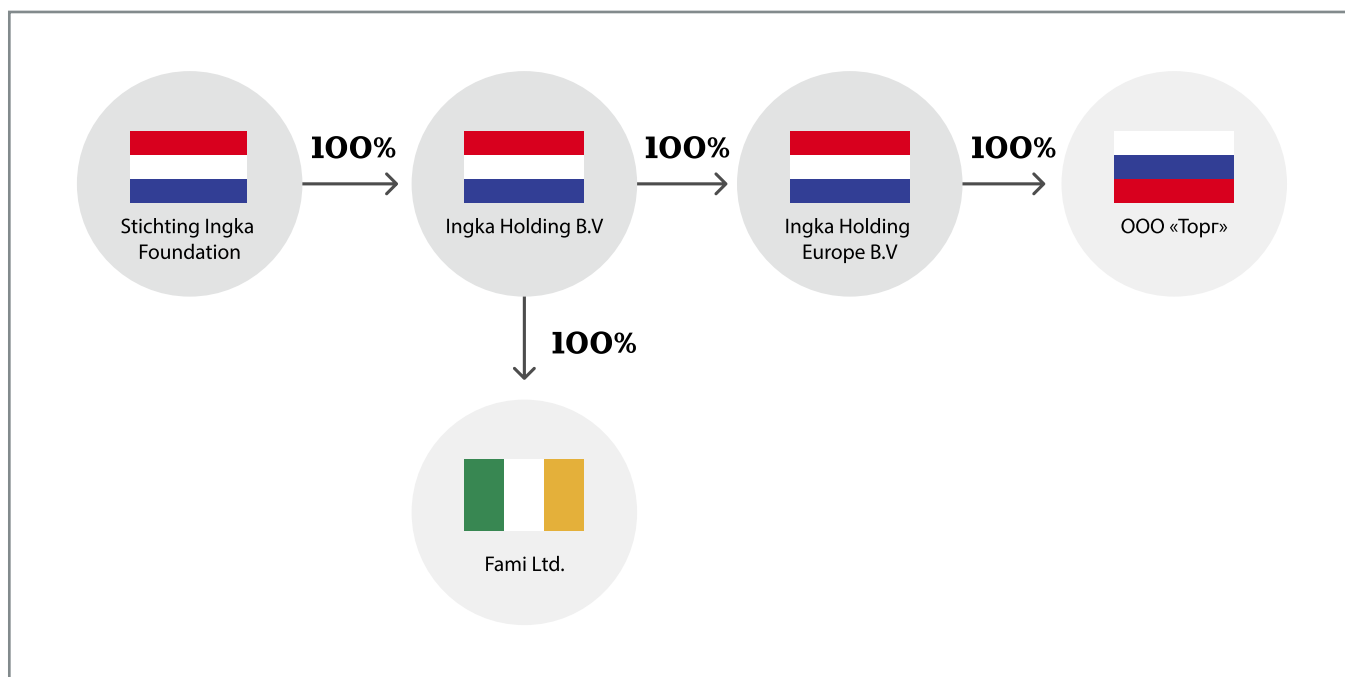 100%
100%
100%
Stichting Ingka
Foundation
Ingka Holding B.V
Ingka Holding
Europe B.V
ООО «Торг»
100%
Fami Ltd.